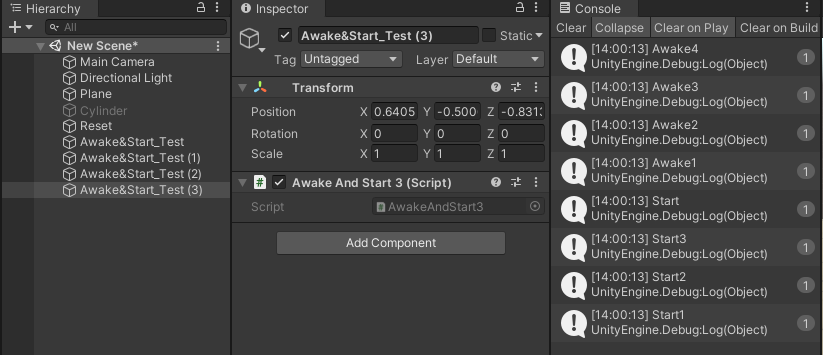 Hierarchy
All
New Scene*
Main Camera
Directional Light
Plane
Cylinder
Reset
Awake&Start_Test
Awake&Start_Test (1)
Awake&Start_Test (2)
Awake&Start_Test (3)
Inspector
Awake&Start_Test (3)
Static
Tag Untagged Layer Default
Transform
Position X 0.6405 Y -0.500 Z -0.831
Rotation X 0 Y 0 Z 0
Scale X 1 Y 1 Z 1
# Awake And Start 3 (Script)
Script AwakeAndStart3
Add Component
Console
Clear Collapse Clear on Play Clear on Build
[14:00:13] Awake4
UnityEngine.Debug:Log(Object) 1
[14:00:13] Awake3
UnityEngine.Debug:Log(Object) 1
[14:00:13] Awake2
UnityEngine.Debug:Log(Object) 1
[14:00:13] Awake1
UnityEngine.Debug:Log(Object) 1
[14:00:13] Start
UnityEngine.Debug:Log(Object) 1
[14:00:13] Start3
UnityEngine.Debug:Log(Object) 1
[14:00:13] Start2
UnityEngine.Debug:Log(Object) 1
[14:00:13] Start1
UnityEngine.Debug:Log(Object) 1